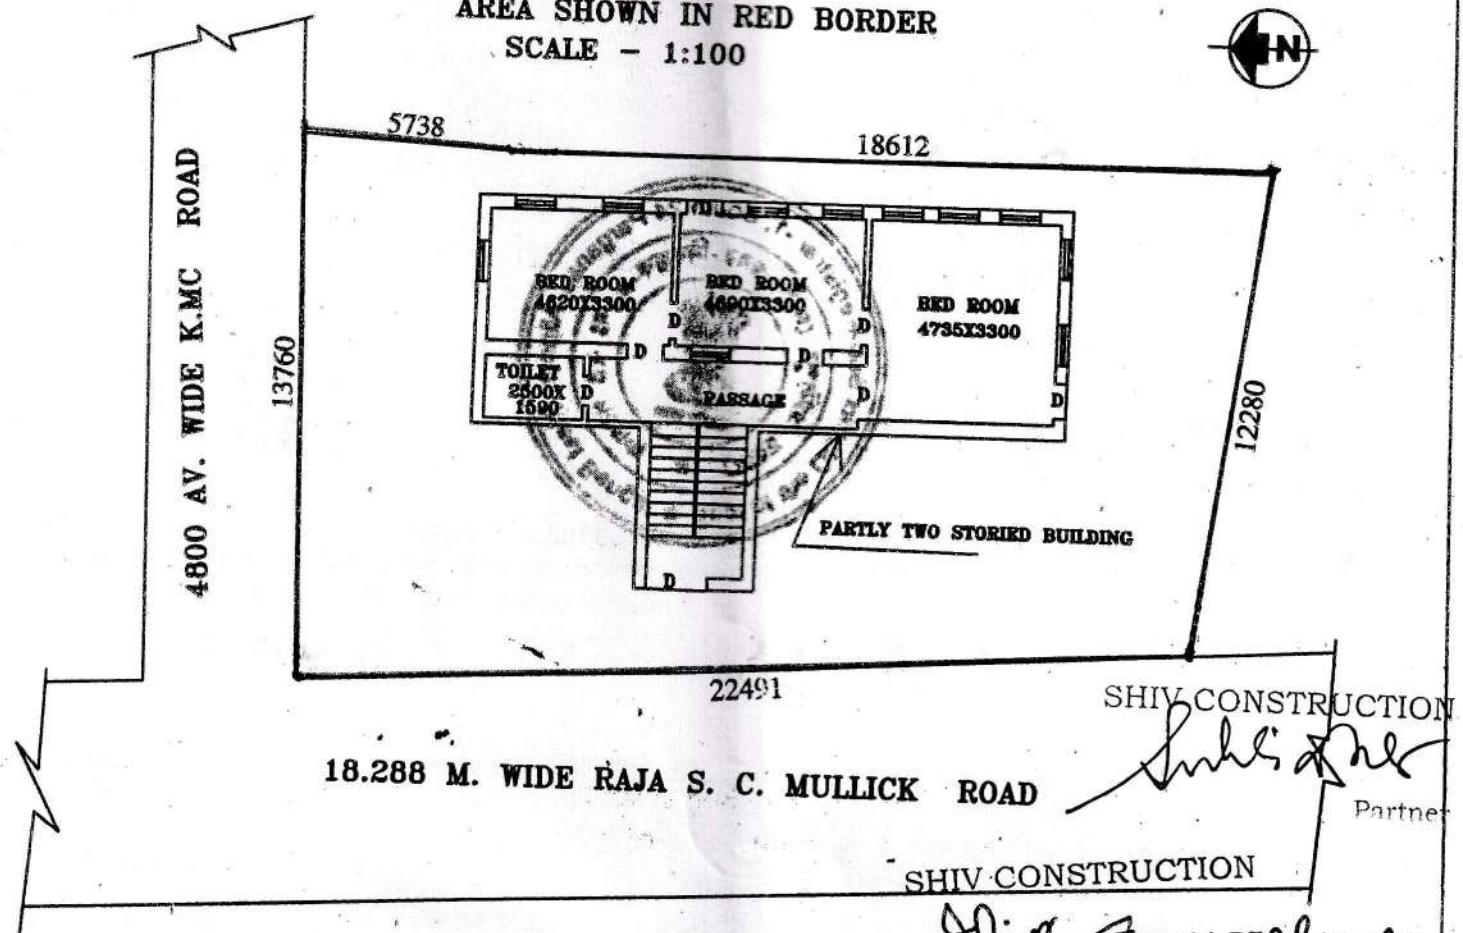 AREA SHOWN IN RED BORDER
SCALE - 1:100
N
5738
18612
4800 AV. WIDE K.MC ROAD
13760
12280
BED ROOM
4620X3300
BED ROOM
4690X3300
BED ROOM
4735X3300
D
D
D
D
TOILET
2500X
1590
D
PASSAGE
D
D
PARTLY TWO STORIED BUILDING
D
22491
SHIV CONSTRUCTION
Partner
18.288 M. WIDE RAJA S. C. MULLICK ROAD
SHIV CONSTRUCTION